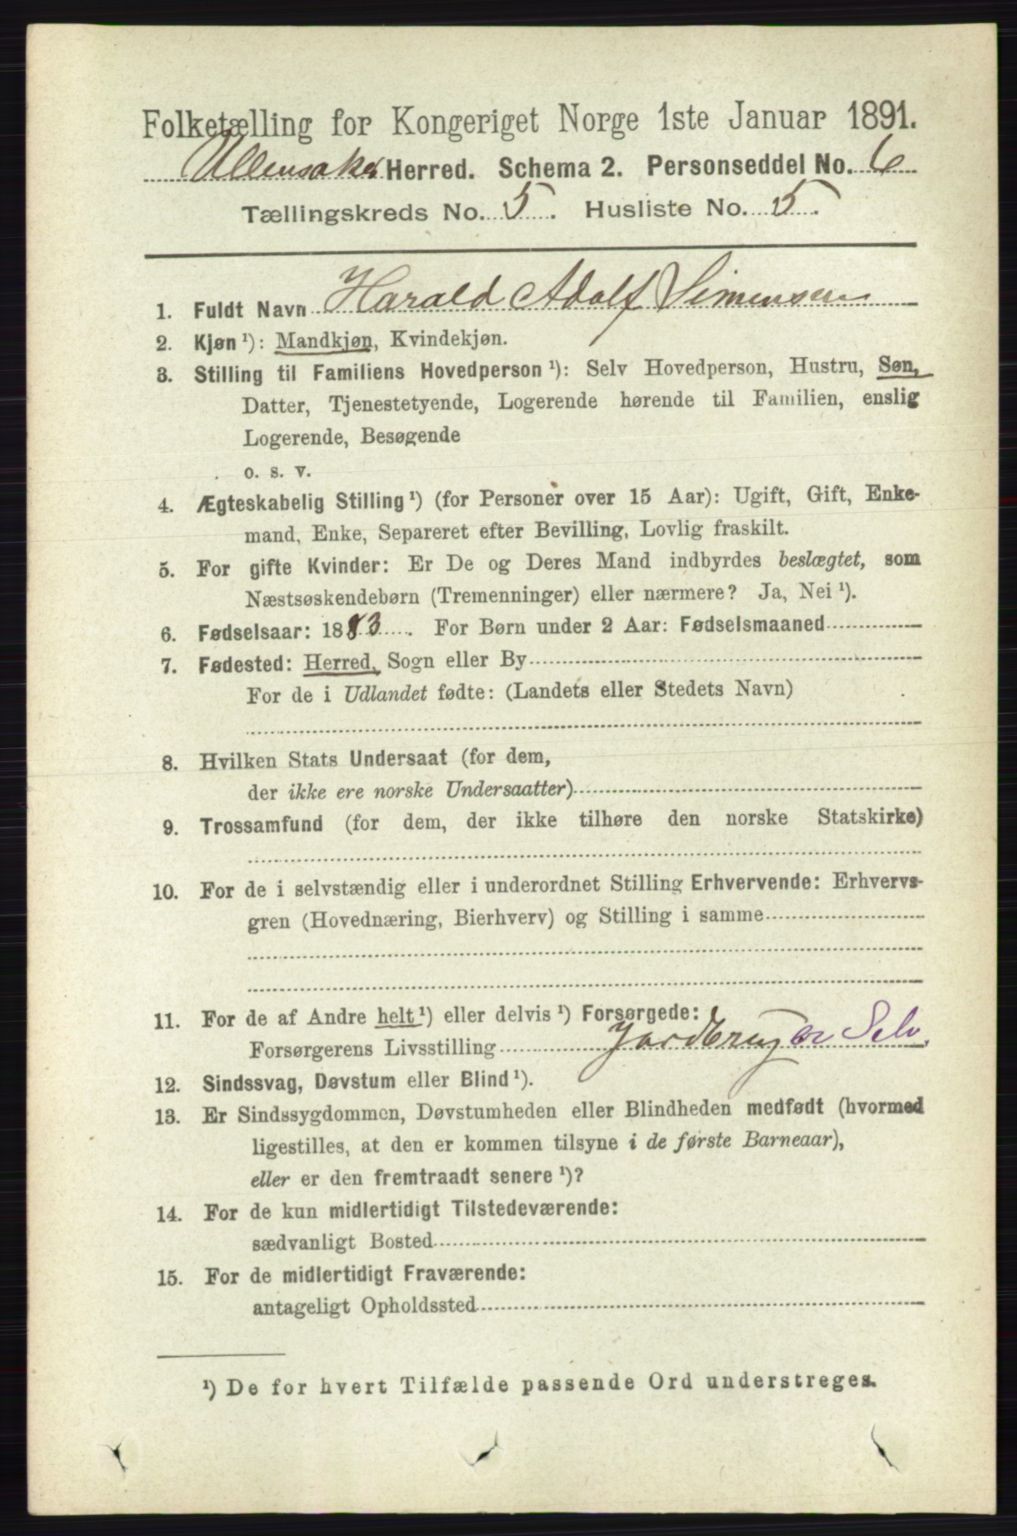 Folketælling for Kongeriget Norge 1ste Januar 1891.
Ullensaker Herred. Schema 2. Personseddel No. 6
Tællingskreds No. 5. Husliste No. 5.
1. Fuldt Navn Harald Adolf Simensen
2. Kjøn ¹): Mandkjøn, Kvindekjøn.
3. Stilling til Familiens Hovedperson ¹): Selv Hovedperson, Hustru, Søn,
Datter, Tjenestetyende, Logerende hørende til Familien, enslig
Logerende, Besøgende
o. s. v.
4. Ægteskabelig Stilling ¹) (for Personer over 15 Aar): Ugift, Gift, Enke-
mand, Enke, Separeret efter Bevilling, Lovlig fraskilt.
5. For gifte Kvinder: Er De og Deres Mand indbyrdes beslægtet, som
Næstsøskendebørn (Tremenninger) eller nærmere? Ja, Nei ¹).
6. Fødselsaar: 1883. For Børn under 2 Aar: Fødselsmaaned
7. Fødested: Herred, Sogn eller By
For de i Udlandet fødte: (Landets eller Stedets Navn)
8. Hvilken Stats Undersaat (for dem,
der ikke ere norske Undersaatter)
9. Trossamfund (for dem, der ikke tilhøre den norske Statskirke)
10. For de i selvstændig eller i underordnet Stilling Erhvervende: Erhvervs-
gren (Hovednæring, Bierhverv) og Stilling i samme
11. For de af Andre helt ¹) eller delvis ¹) Forsørgede:
Forsørgerens Livsstilling Jordbruger Selv.
12. Sindssvag, Døvstum eller Blind ¹).
13. Er Sindssygdommen, Døvstumheden eller Blindheden medfødt (hvormed
ligestilles, at den er kommen tilsyne i de første Barneaar),
eller er den fremtraadt senere ¹)?
14. For de kun midlertidigt Tilstedeværende:
sædvanligt Bosted
15. For de midlertidigt Fraværende:
antageligt Opholdssted
¹) De for hvert Tilfælde passende Ord understreges.